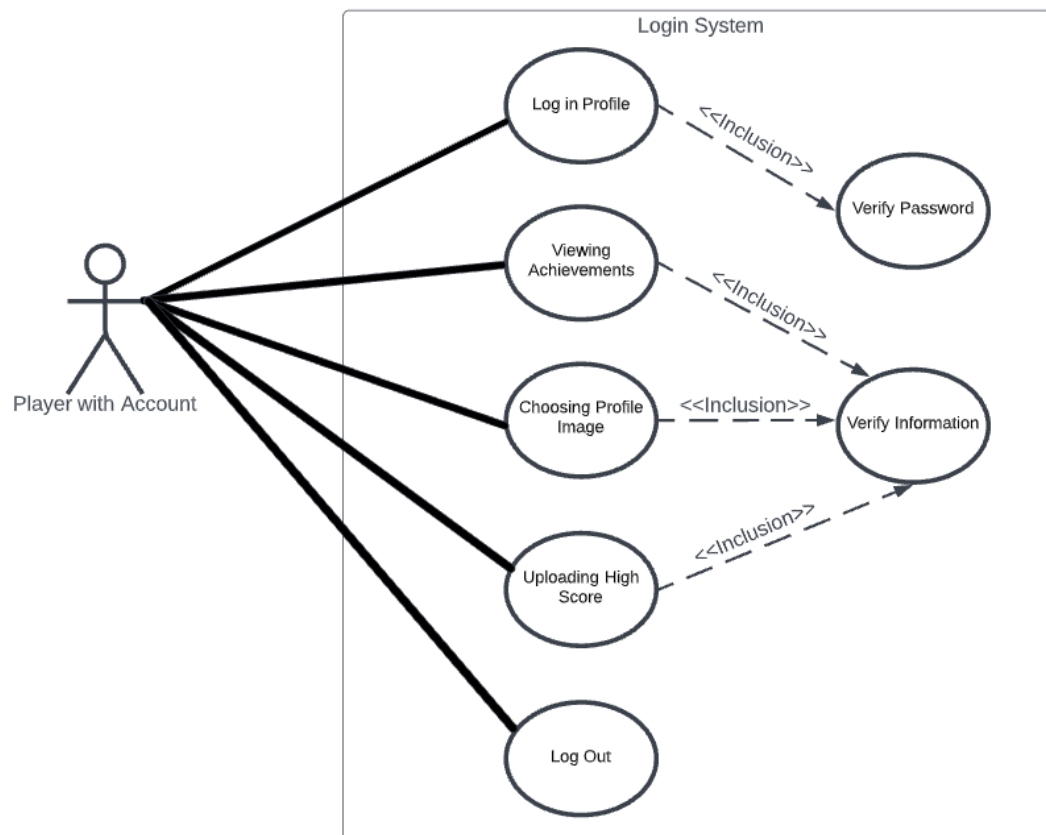 Login System
Log in Profile
<<Inclusion>>
Verify Password
Viewing
Achievements
<<Inclusion>>
Player with Account
Choosing Profile
Image
<<Inclusion>>
Verify Information
Uploading High
Score
<<Inclusion>>
Log Out